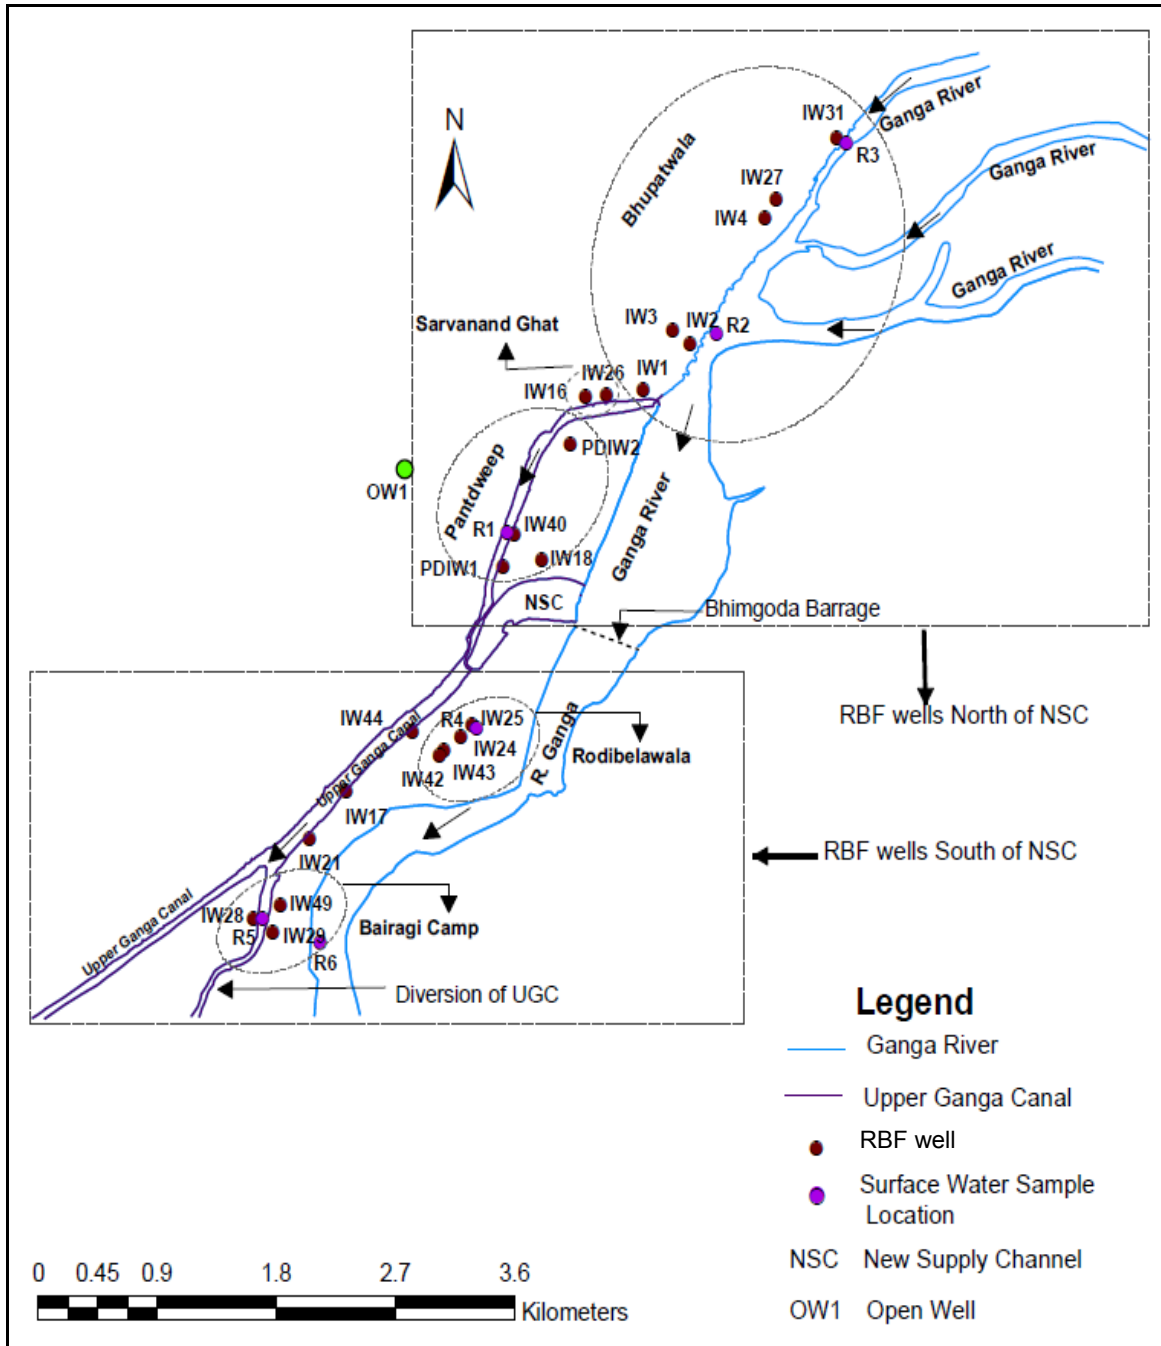 N
IW31
Ganga River
R3
Ganga River
Bhupatwala
IW27
IW4
Ganga River
Sarvanand Ghat
IW3
IW2
R2
IW26
IW1
IW16
PDIW2
Pantdweep
OW1
Ganga River
R1
IW40
PDIW1
IW18
NSC
Bhimgoda Barrage
RBF wells North of NSC
IW44
R4
IW25
Upper Ganga Canal
IW24
R. Ganga
Rodibelawala
IW42
IW43
IW17
IW21
RBF wells South of NSC
IW49
IW28
R5
IW29
Bairagi Camp
Upper Ganga Canal
R6
Diversion of UGC
Legend
Ganga River
Upper Ganga Canal
RBF well
Surface Water Sample
Location
NSC New Supply Channel
OW1 Open Well
0 0.45 0.9 1.8 2.7 3.6
Kilometers